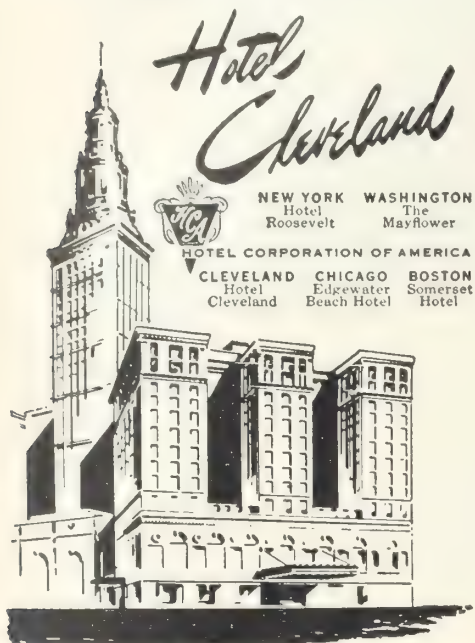 Hotel
Cleveland
NEW YORK WASHINGTON
Hotel The
Roosevelt Mayflower
HCA
HOTEL CORPORATION OF AMERICA
CLEVELAND CHICAGO BOSTON
Hotel Edgewater Somerset
Cleveland Beach Hotel Hotel